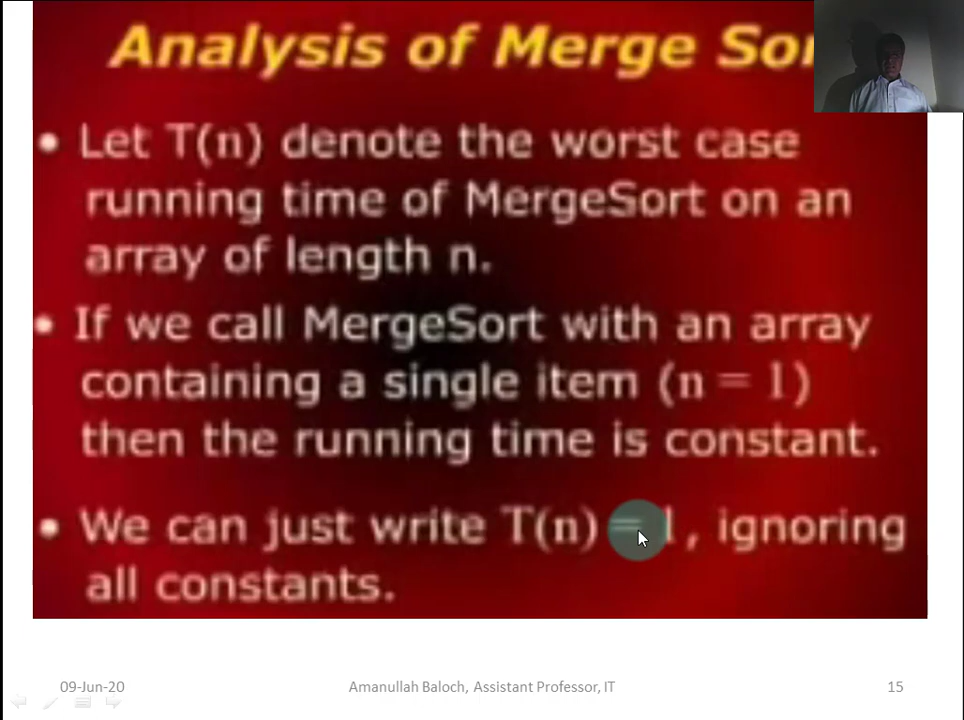 Analysis of Merge
• Let T(n) denote the worst case
running time of MergeSort on an
array of length n.
• If we call MergeSort with an array
containing a single item (n = 1)
then the running time is constant.
• We can just write T(n) = 1, ignoring
all constants.
09-Jun-20
Amanullah Baloch, Assistant Professor, IT
15